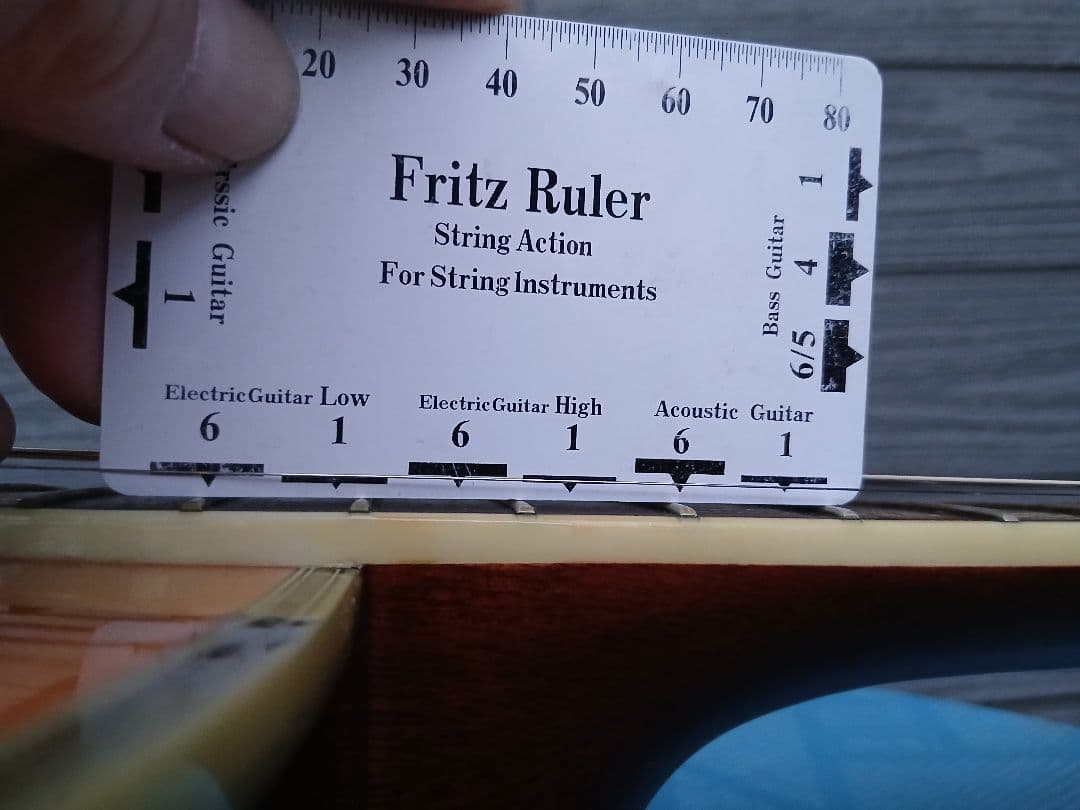 20 30 40 50 60 70 80
Fritz Ruler
String Action
For String Instruments
Guitar
1
Bass Guitar
1
4
6/5
Electric Guitar Low
6 1
Electric Guitar High
6 1
Acoustic Guitar
6 1